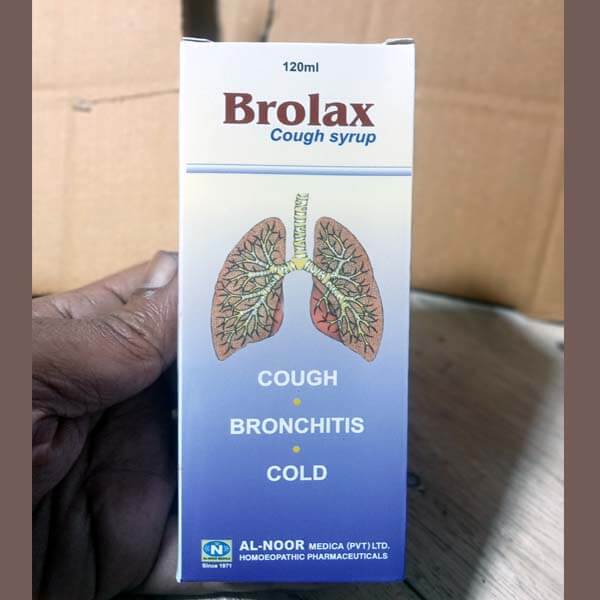 120ml
Brolax
Cough syrup
COUGH
BRONCHITIS
COLD
N
AL-NOOR MEDICA (PVT) LTD.
HOMOEOPATHIC PHARMACEUTICALS
Since 1971